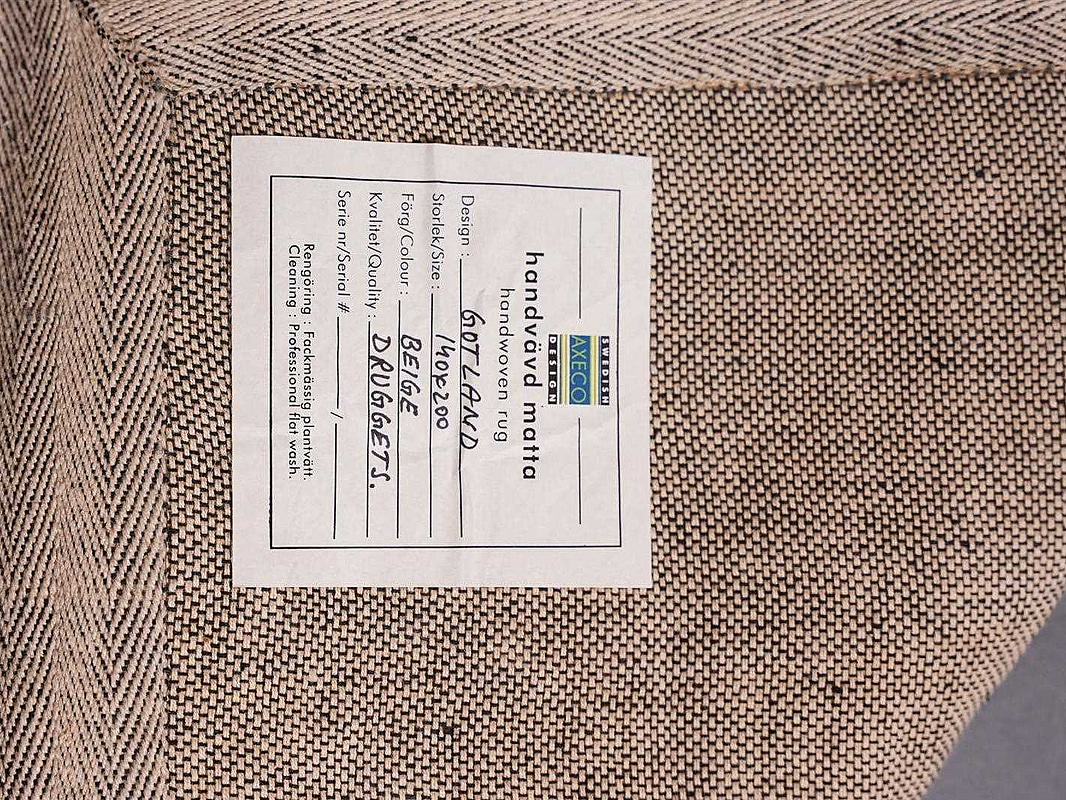 SWEDISH
AXECO
DESIGN
handvävd matta
handwoven rug
Design : GOTLAND
Storlek/Size : 140x200
Förg/Colour : BEIGE
Kvalitet/Quality : DRUGGETS.
Serie nr/Serial # /
Rengöring : Fackmässig plantvätt.
Cleaning : Professional flat wash.